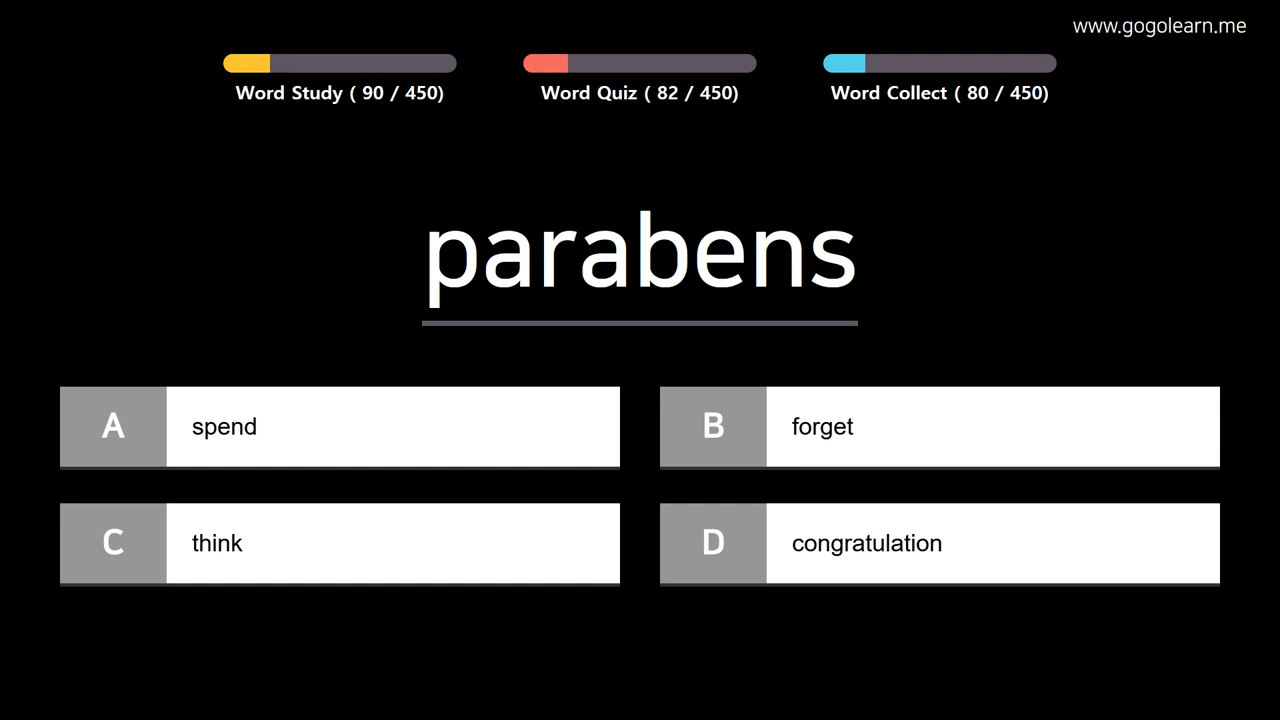 www.gogolearn.me
Word Study ( 90 / 450)
Word Quiz ( 82 / 450)
Word Collect ( 80 / 450)
parabens
A spend
B forget
C think
D congratulation